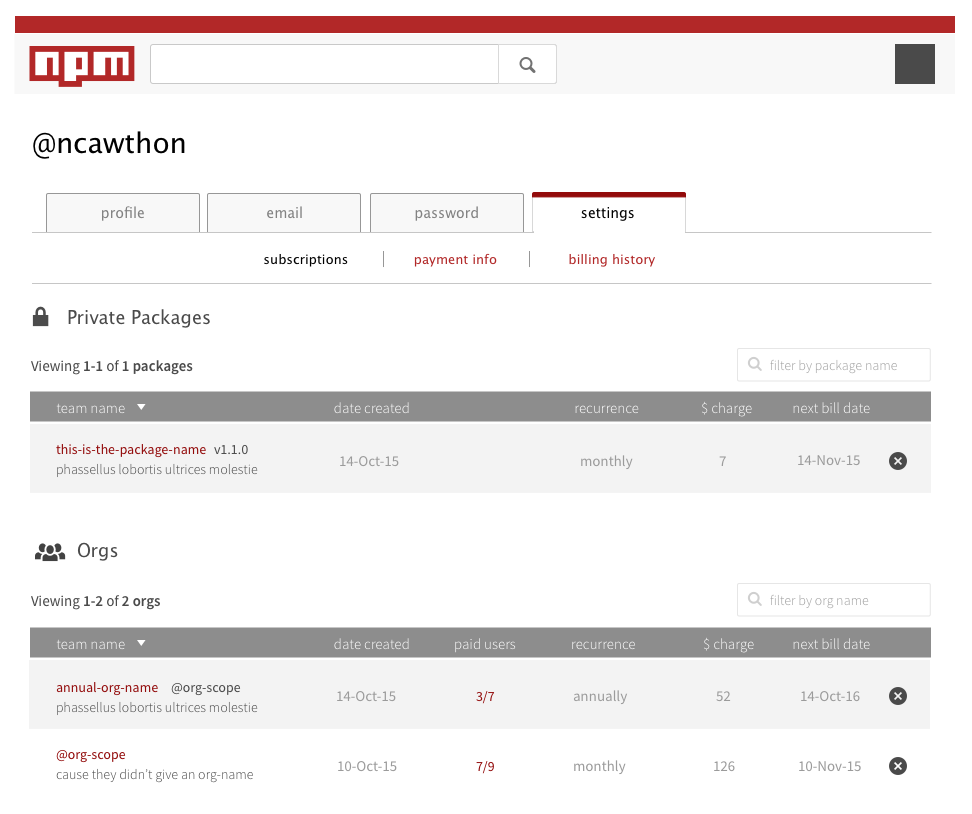 npm
@ncawthon
profile email password settings
subscriptions payment info billing history
Private Packages
Viewing 1-1 of 1 packages filter by package name
team name date created recurrence $ charge next bill date
this-is-the-package-name v1.1.0
phassellus lobortis ultrices molestie
14-Oct-15 monthly 7 14-Nov-15
Orgs
Viewing 1-2 of 2 orgs filter by org name
team name date created paid users recurrence $ charge next bill date
annual-org-name @org-scope
phassellus lobortis ultrices molestie
14-Oct-15 3/7 annually 52 14-Oct-16
@org-scope
cause they didn't give an org-name
10-Oct-15 7/9 monthly 126 10-Nov-15